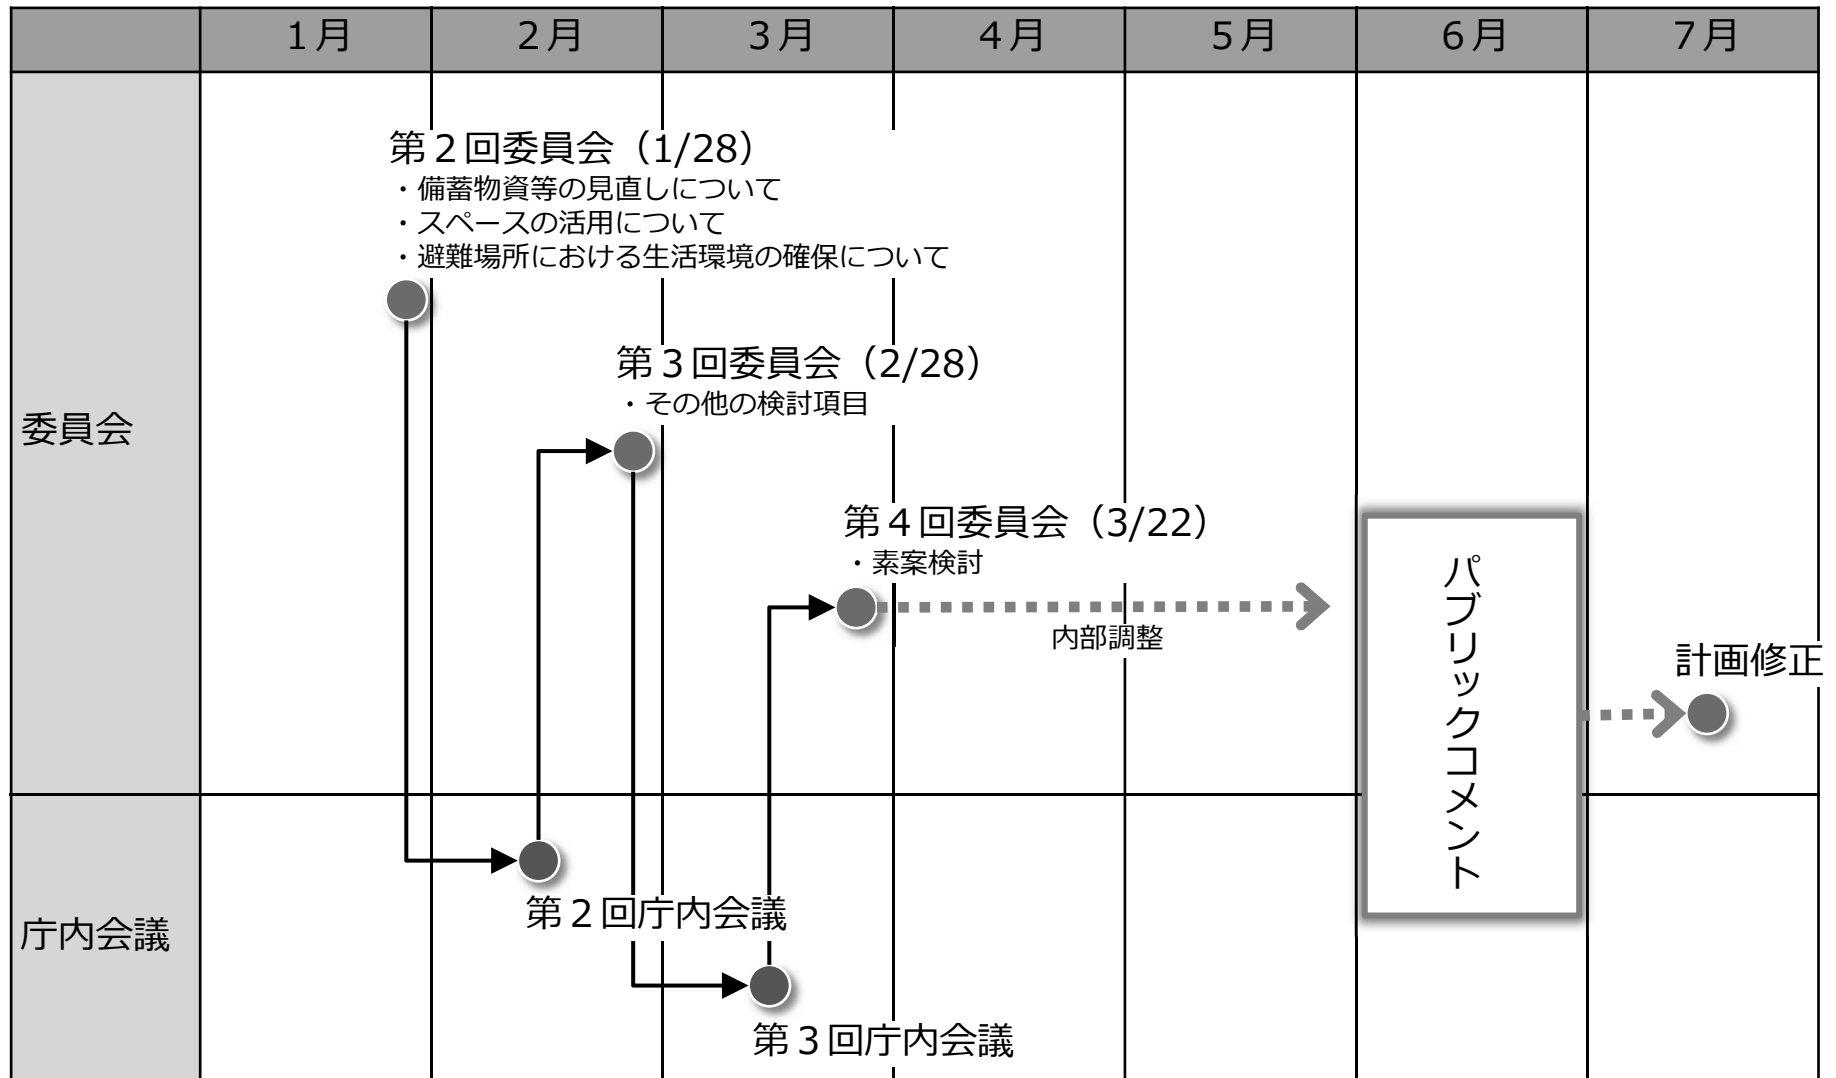 1月 2月 3月 4月 5月 6月 7月
委員会
第2回委員会（1/28）
・備蓄物資等の見直しについて
・スペースの活用について
・避難場所における生活環境の確保について
第3回委員会（2/28）
・その他の検討項目
第4回委員会（3/22）
・素案検討
内部調整
パブリックコメント
計画修正
庁内会議
第2回庁内会議
第3回庁内会議